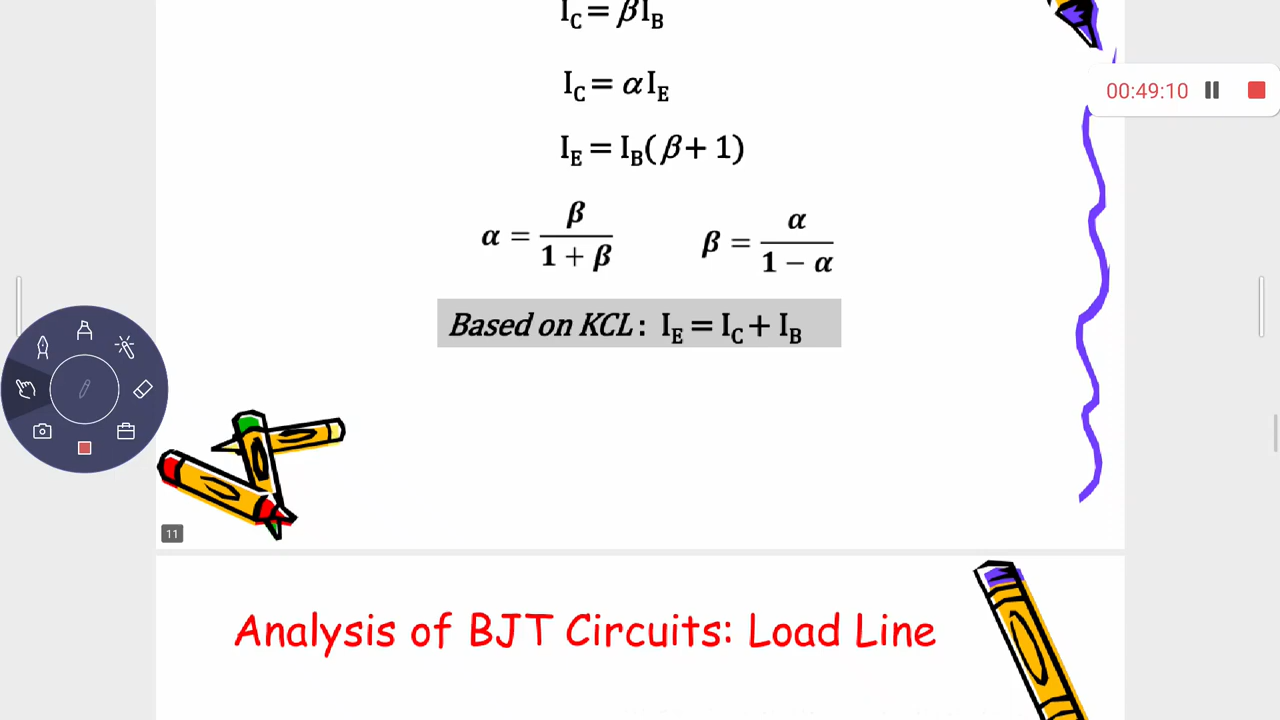 I_C = βI_B
00:49:10
I_C = αI_E
I_E = I_B(β + 1)
α = β / (1 + β)    β = α / (1 − α)
Based on KCL: I_E = I_C + I_B
11
Analysis of BJT Circuits: Load Line